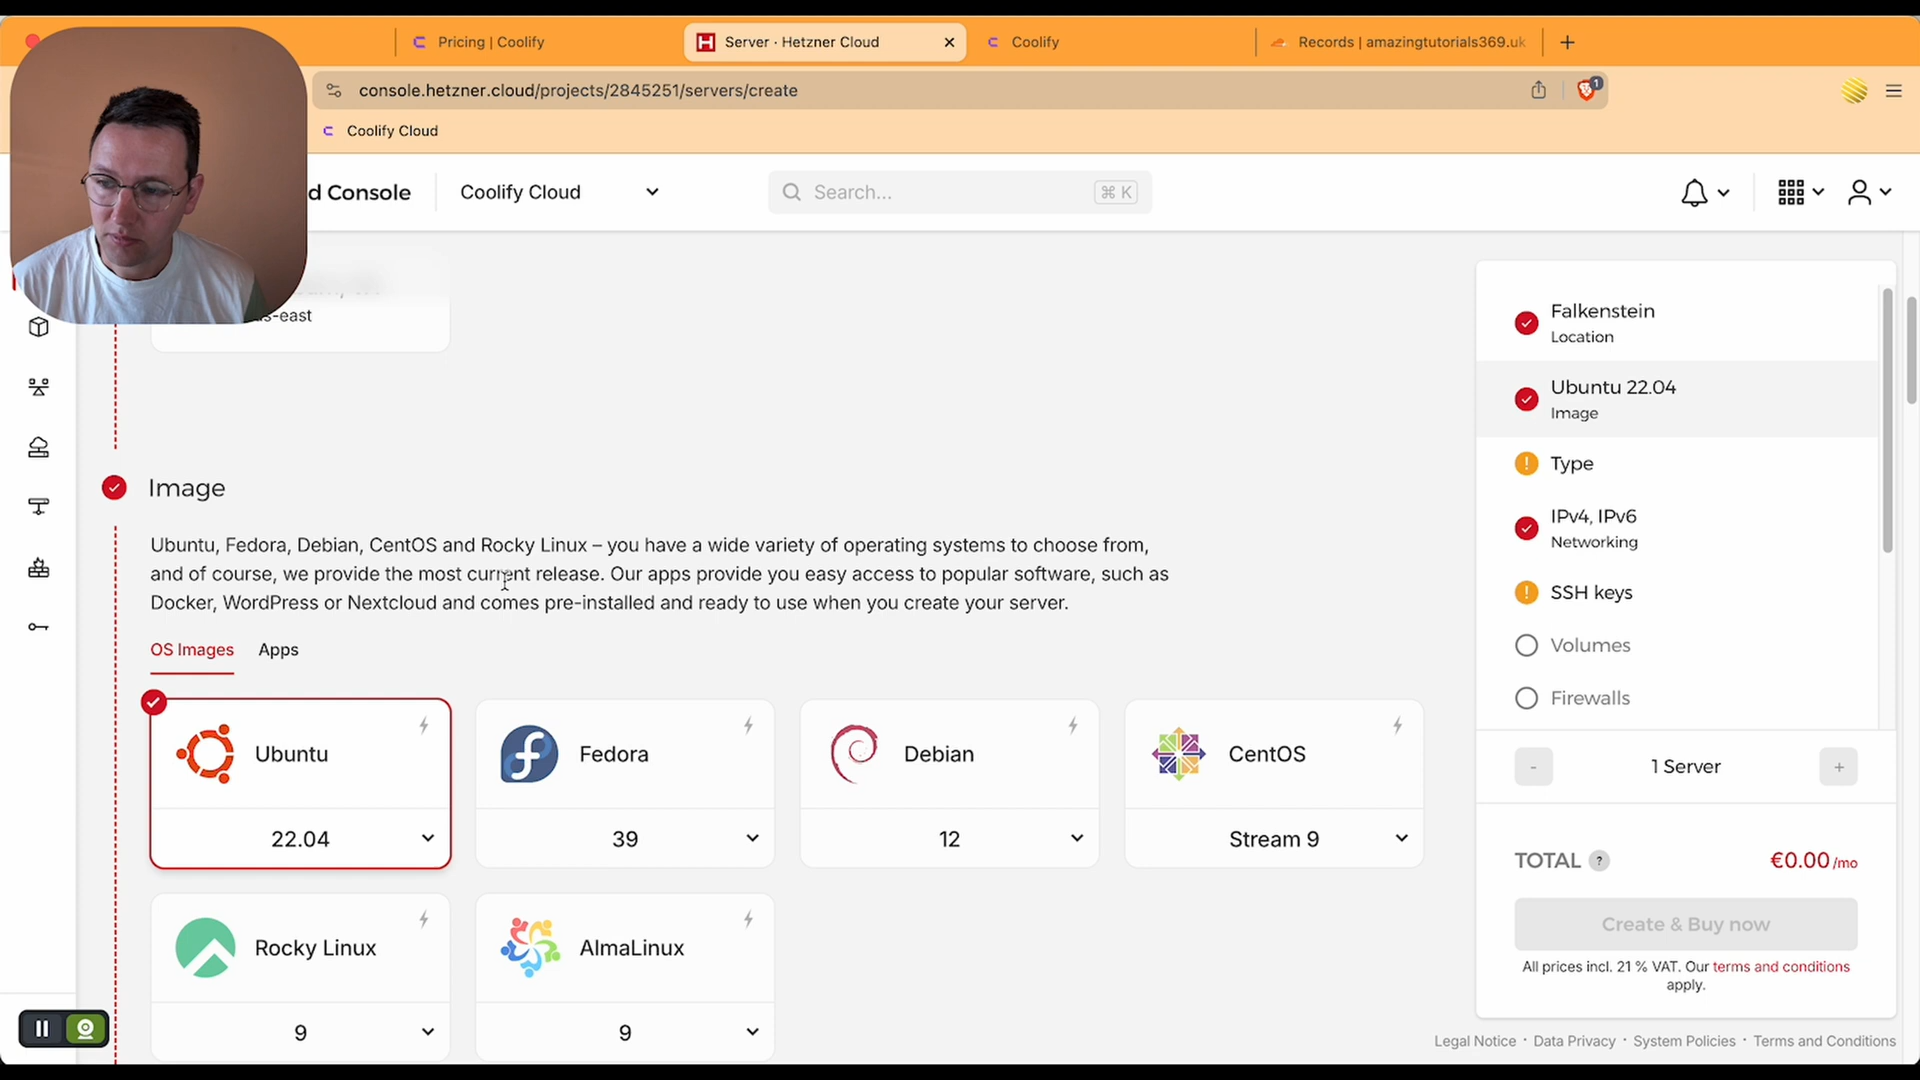 Pricing | Coolify
Server · Hetzner Cloud
Coolify
Records | amazingtutorials369.uk
console.hetzner.cloud/projects/2845251/servers/create
1
Coolify Cloud
d Console
Coolify Cloud
Search...
⌘ K
s-east
Image
Ubuntu, Fedora, Debian, CentOS and Rocky Linux – you have a wide variety of operating systems to choose from,
and of course, we provide the most current release. Our apps provide you easy access to popular software, such as
Docker, WordPress or Nextcloud and comes pre-installed and ready to use when you create your server.
OS Images
Apps
Ubuntu
22.04
Fedora
39
Debian
12
CentOS
Stream 9
Rocky Linux
9
AlmaLinux
9
Falkenstein
Location
Ubuntu 22.04
Image
Type
IPv4, IPv6
Networking
SSH keys
Volumes
Firewalls
-
1 Server
+
TOTAL ?
€0.00 /mo
Create & Buy now
All prices incl. 21 % VAT. Our terms and conditions
apply.
Legal Notice · Data Privacy · System Policies · Terms and Conditions